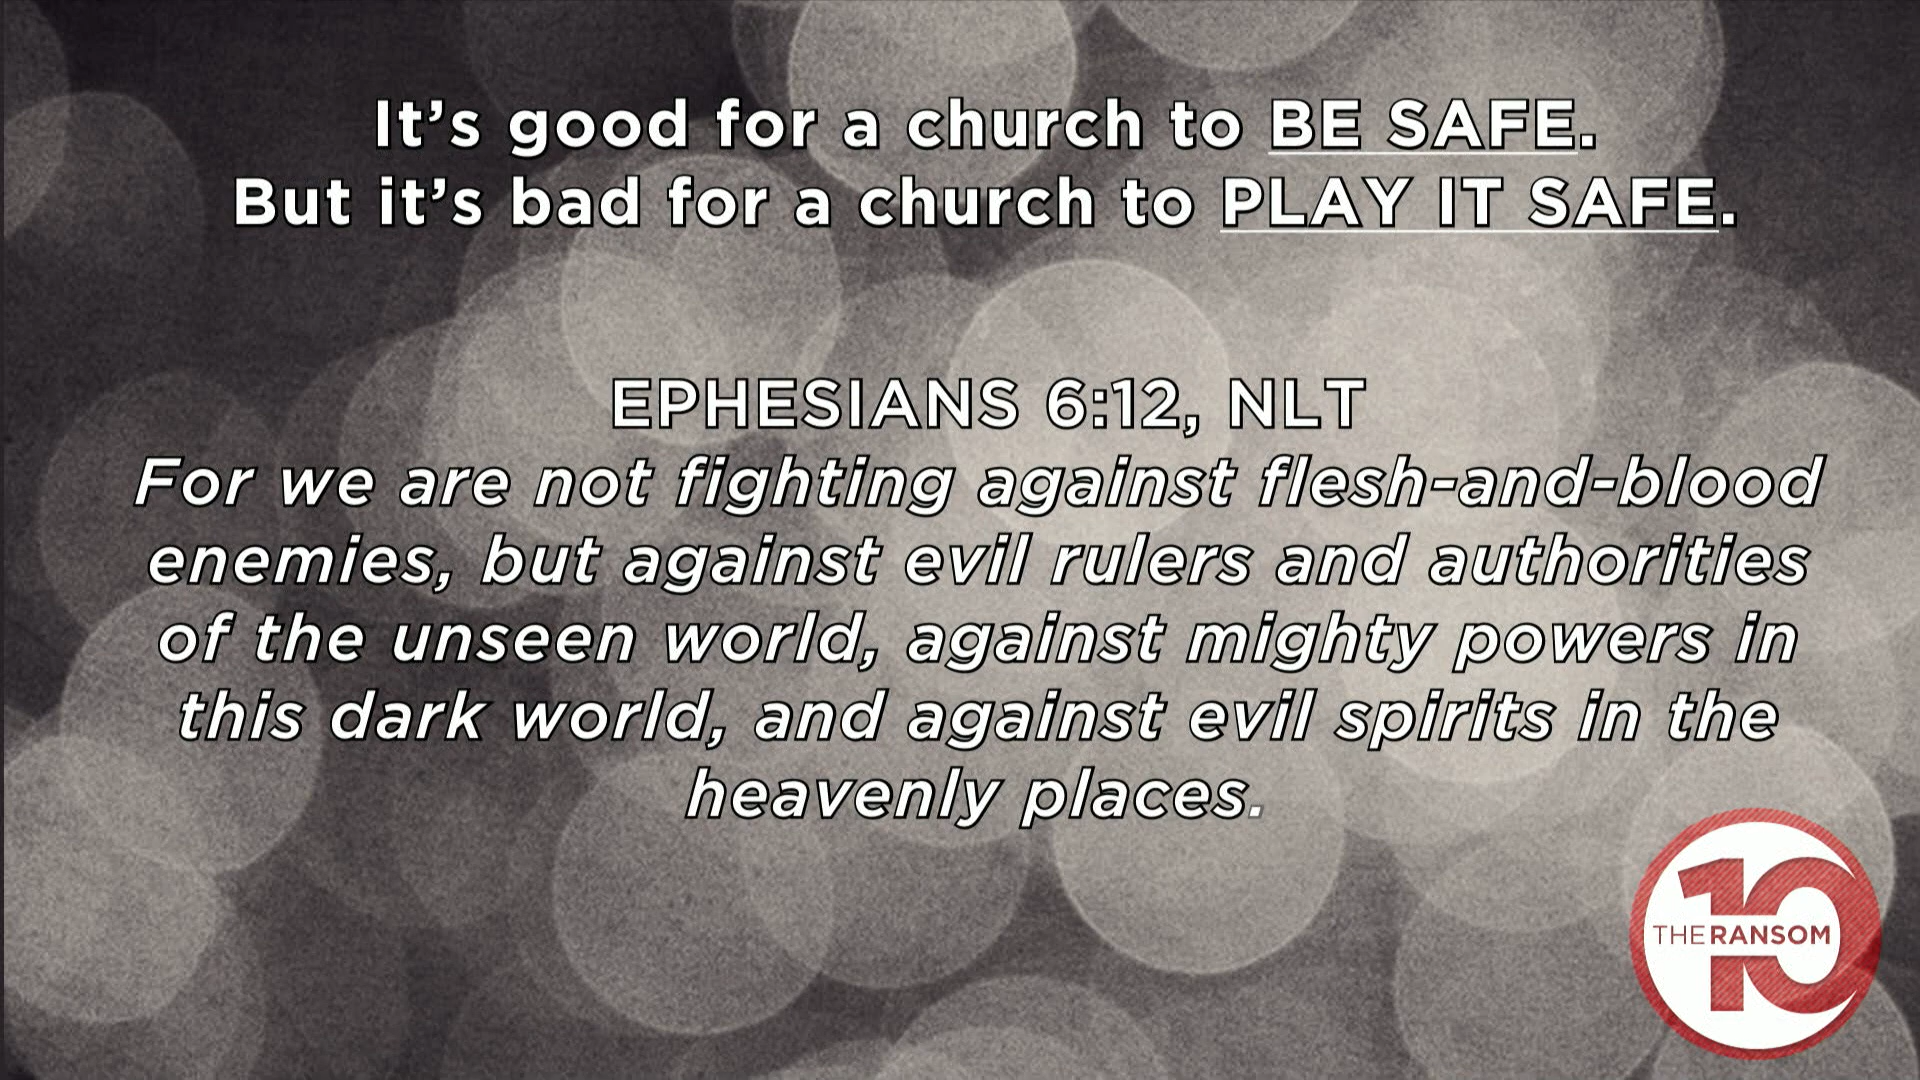 It’s good for a church to BE SAFE.
But it’s bad for a church to PLAY IT SAFE.
EPHESIANS 6:12, NLT
For we are not fighting against flesh-and-blood
enemies, but against evil rulers and authorities
of the unseen world, against mighty powers in
this dark world, and against evil spirits in the
heavenly places.
10
THERANSOM